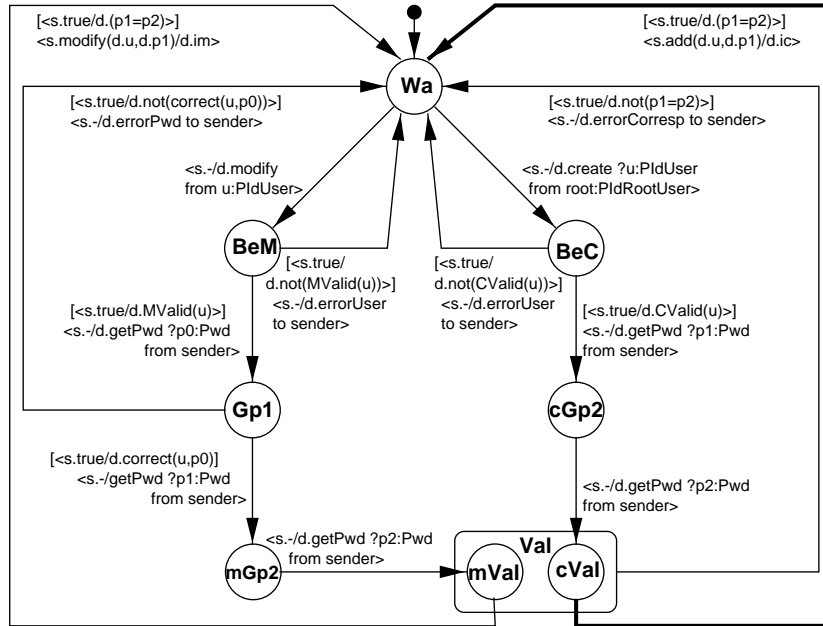 [<s.true/d.(p1=p2)>]
<s.modify(d.u,d.p1)/d.im>
[<s.true/d.(p1=p2)>]
<s.add(d.u,d.p1)/d.ic>
Wa
[<s.true/d.not(correct(u,p0))>]
<s.-/d.errorPwd to sender>
[<s.true/d.not(p1=p2)>]
<s.-/d.errorCorresp to sender>
<s.-/d.modify
from u:PIdUser>
<s.-/d.create ?u:PIdUser
from root:PIdRootUser>
BeM
BeC
[<s.true/
d.not(MValid(u))>]
<s.-/d.errorUser
to sender>
[<s.true/
d.not(CValid(u))>]
<s.-/d.errorUser
to sender>
[<s.true/d.MValid(u)>]
<s.-/d.getPwd ?p0:Pwd
from sender>
[<s.true/d.CValid(u)>]
<s.-/d.getPwd ?p1:Pwd
from sender>
Gp1
cGp2
[<s.true/d.correct(u,p0)]
<s.-/getPwd ?p1:Pwd
from sender>
<s.-/d.getPwd ?p2:Pwd
from sender>
<s.-/d.getPwd ?p2:Pwd
from sender>
Val
mGp2
mVal
cVal